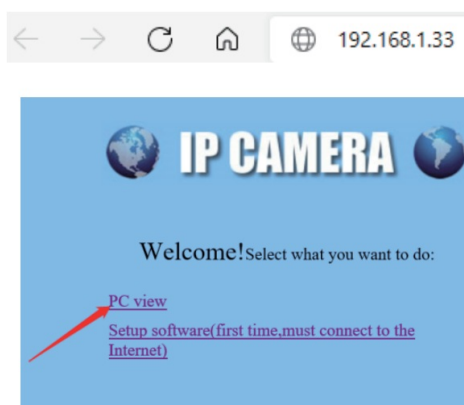 192.168.1.33
IP CAMERA
Welcome!Select what you want to do:
PC view
Setup software(first time,must connect to the
Internet)